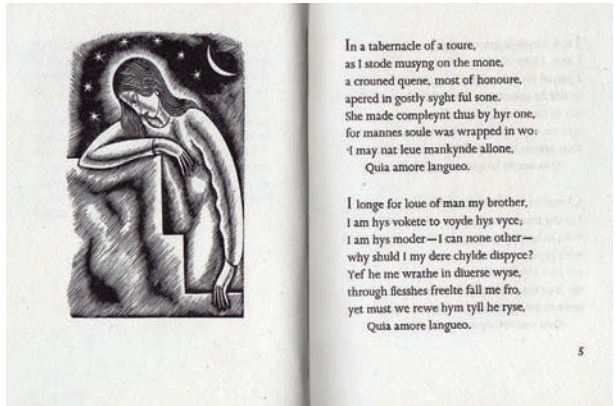 In a tabernacle of a toure,
as I stode musyng on the mone,
a crouned quene, most of honoure,
apered in gostly syght ful sone.
She made compleynt thus by hyr one,
for mannes soule was wrapped in wo:
‘I may nat leue mankynde allone,
Quia amore langueo.
I longe for loue of man my brother,
I am hys vokete to voyde hys vyce;
I am hys moder—I can none other—
why shuld I my dere chylde dispyce?
Yef he me wrathe in diuerse wyse,
through flesshes freelte fall me fro,
yet must we rewe hym tyll he ryse,
Quia amore langueo.
5